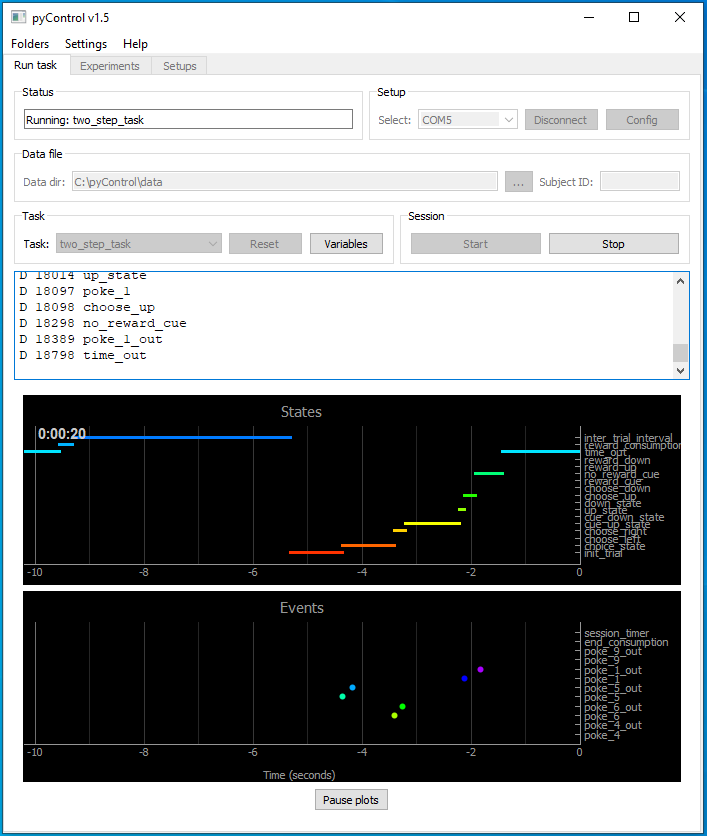 pyControl v1.5
Folders Settings Help
Run task Experiments Setups
Status
Running: two_step_task
Setup
Select: COM5 Disconnect Config
Data file
Data dir: C:\pyControl\data ... Subject ID:
Task
Task: two_step_task Reset Variables
Session
Start Stop
D 18014 up_state
D 18097 poke_1
D 18098 choose_up
D 18298 no_reward_cue
D 18389 poke_1_out
D 18798 time_out
States
0:00:20
inter_trial_interval
reward_consumption
time_out
reward_down
reward_up
no_reward_cue
reward_cue
choose_down
choose_up
down_state
up_state
cue_down_state
cue_up_state
choose_right
choose_left
choice_state
init_trial
-10 -8 -6 -4 -2 0
Events
session_timer
end_consumption
poke_9_out
poke_9
poke_1_out
poke_1
poke_5_out
poke_5
poke_6_out
poke_6
poke_4_out
poke_4
-10 -8 -6 -4 -2 0
Time (seconds)
Pause plots